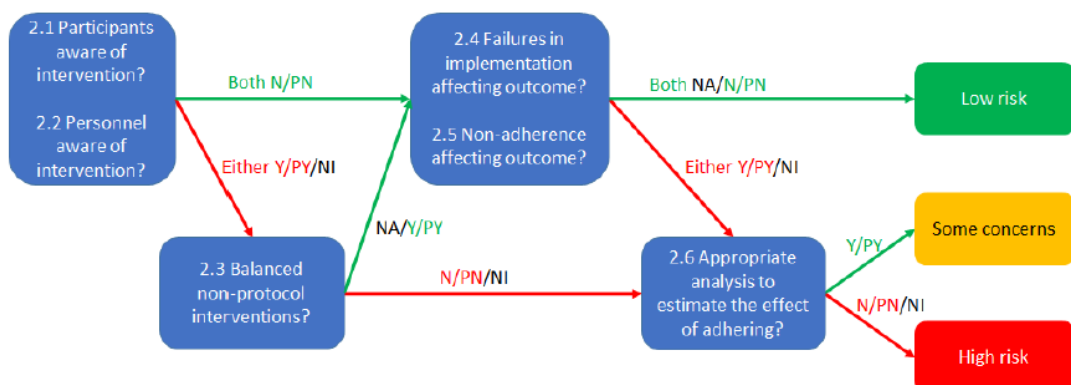 2.1 Participants
aware of
intervention?
2.2 Personnel
aware of
intervention?
Both N/PN
Either Y/PY/NI
2.3 Balanced
non-protocol
interventions?
NA/Y/PY
N/PN/NI
2.4 Failures in
implementation
affecting outcome?
2.5 Non-adherence
affecting outcome?
Both NA/N/PN
Either Y/PY/NI
2.6 Appropriate
analysis to
estimate the effect
of adhering?
Y/PY
N/PN/NI
Low risk
Some concerns
High risk